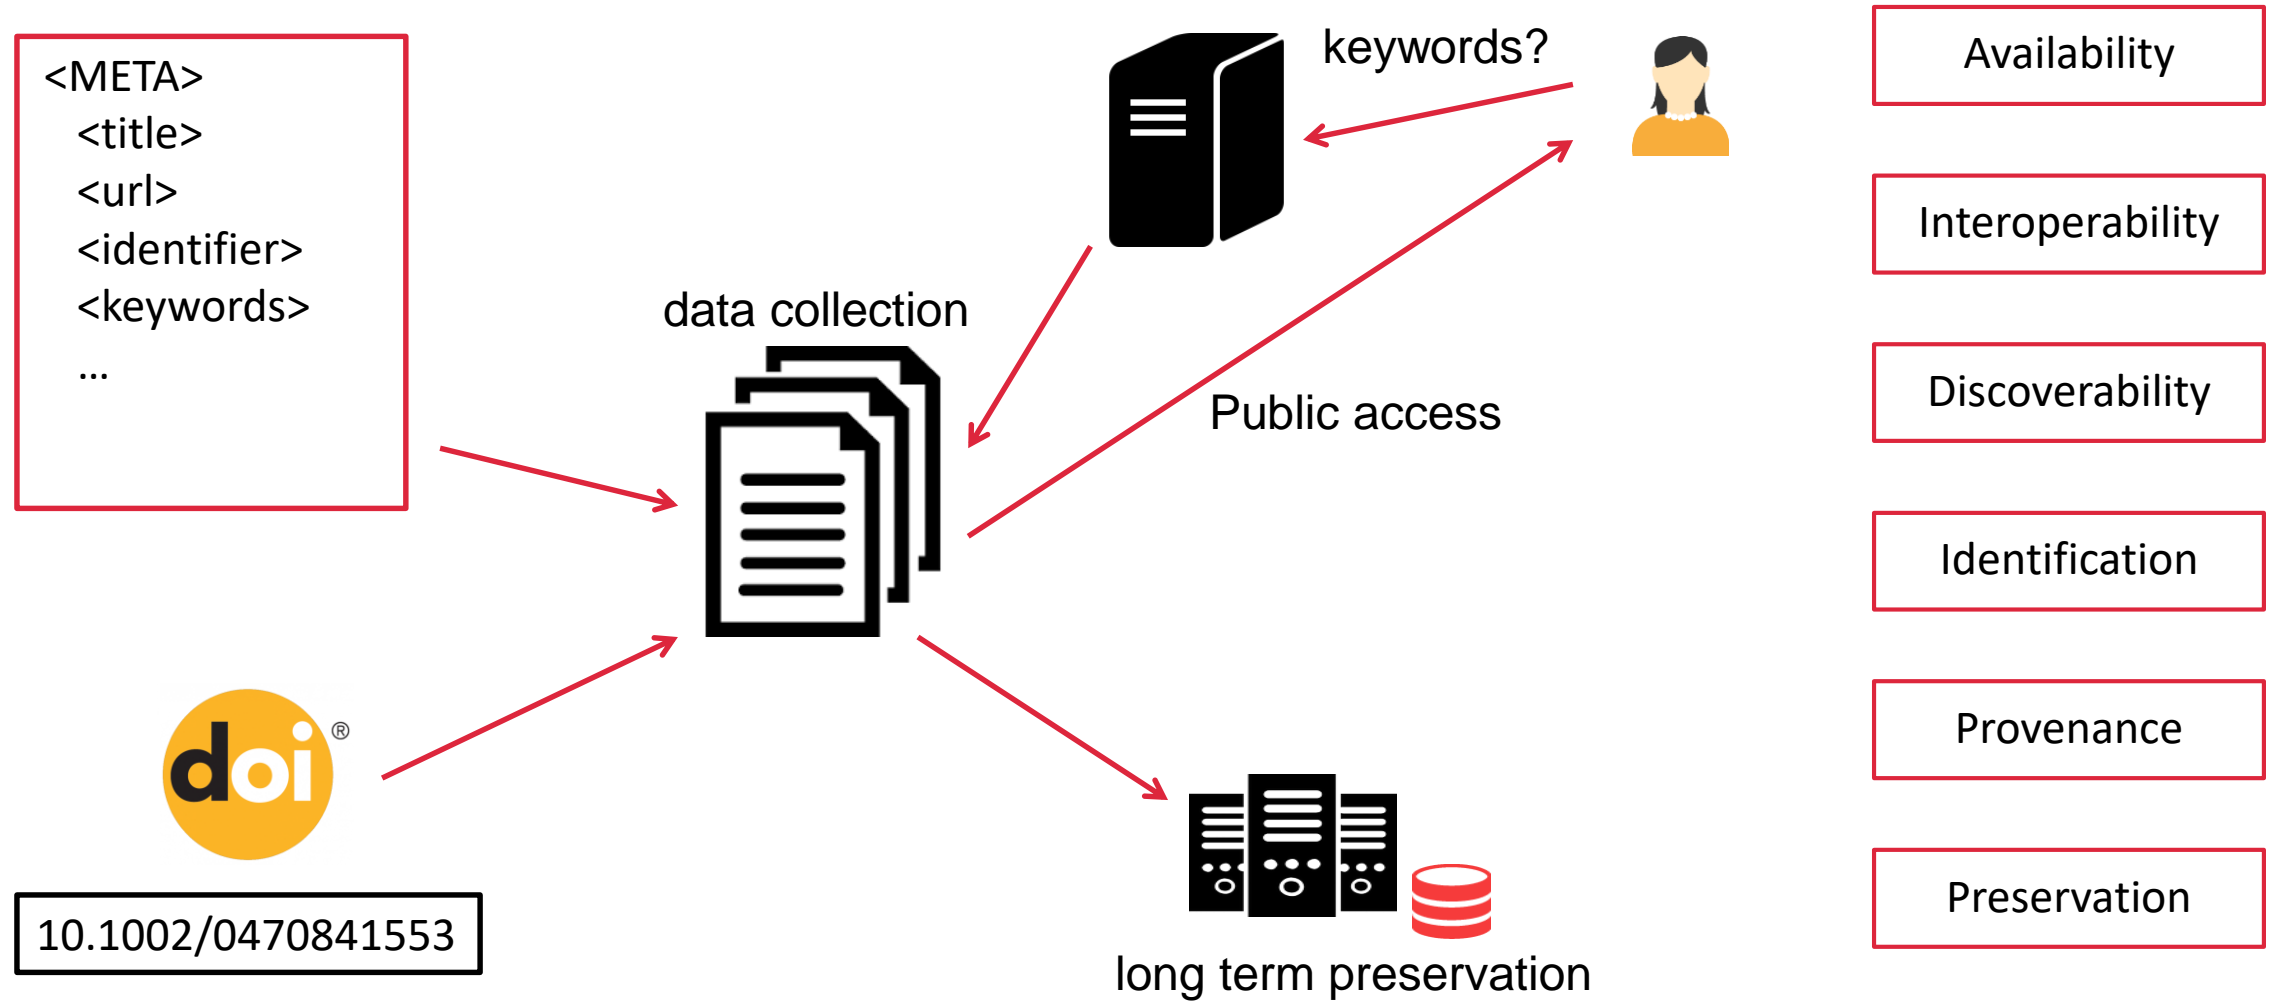 <META>
<title>
<url>
<identifier>
<keywords>
...
doi®
10.1002/0470841553
data collection
keywords?
Public access
long term preservation
Availability
Interoperability
Discoverability
Identification
Provenance
Preservation